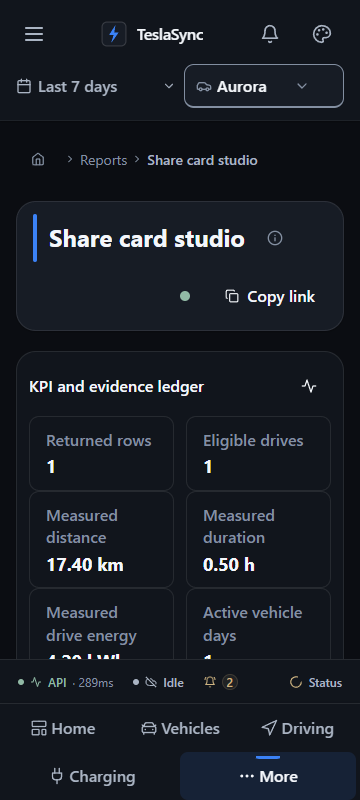 TeslaSync
Last 7 days
Aurora
Reports
Share card studio
Share card studio
Copy link
KPI and evidence ledger
Returned rows
1
Eligible drives
1
Measured
distance
17.40 km
Measured
duration
0.50 h
Measured
drive energy
Active vehicle
days
API · 289ms
Idle
2
Status
Home
Vehicles
Driving
Charging
More